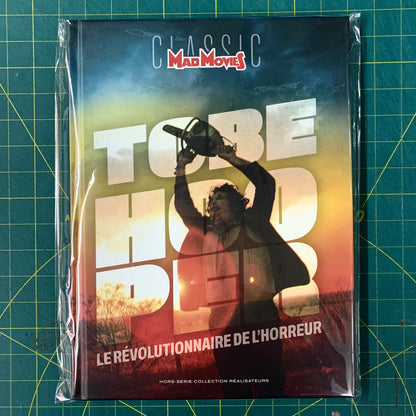 CLASSIC
MAD MOVIES
TOBE
HOO
PER
LE RÉVOLUTIONNAIRE DE L'HORREUR
HORS-SÉRIE COLLECTION RÉALISATEURS